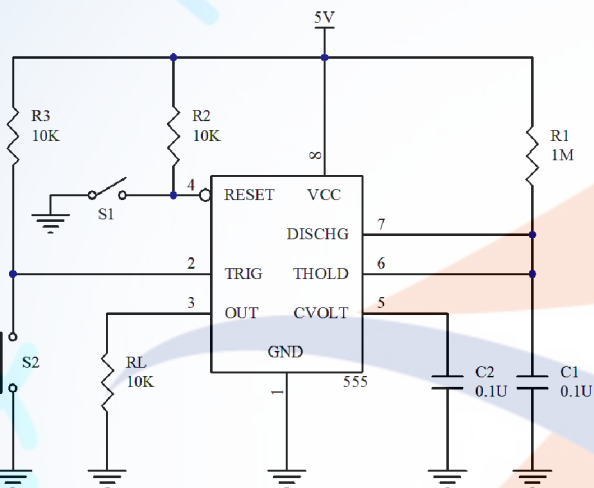 5V
R3
10K
R2
10K
R1
1M
8
4
RESET
VCC
S1
DISCHG
7
2
TRIG
THOLD
6
3
OUT
CVOLT
5
GND
S2
RL
10K
1
555
C2
0.1U
C1
0.1U